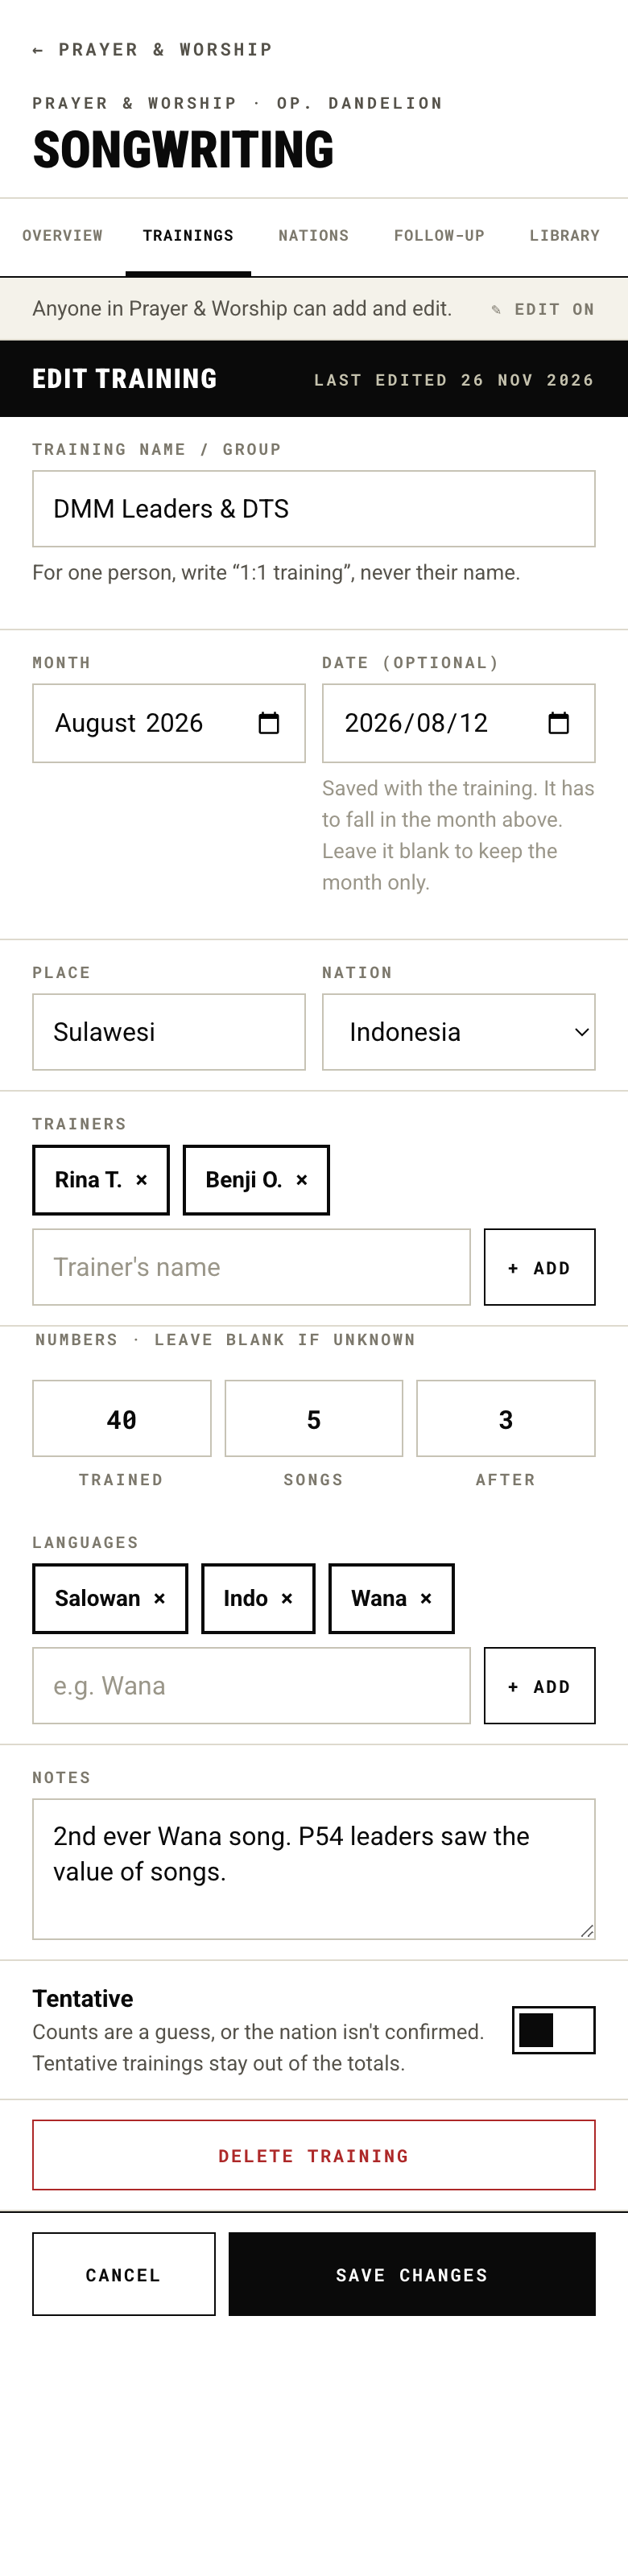 ← PRAYER & WORSHIP
PRAYER & WORSHIP · OP. DANDELION
SONGWRITING
OVERVIEW TRAININGS NATIONS FOLLOW-UP LIBRARY
Anyone in Prayer & Worship can add and edit. ✎ EDIT ON
EDIT TRAINING LAST EDITED 26 NOV 2026
TRAINING NAME / GROUP
DMM Leaders & DTS
For one person, write “1:1 training”, never their name.
MONTH DATE (OPTIONAL)
August 2026 2026/08/12
Saved with the training. It has
to fall in the month above.
Leave it blank to keep the
month only.
PLACE NATION
Sulawesi Indonesia
TRAINERS
Rina T. × Benji O. ×
Trainer's name + ADD
NUMBERS · LEAVE BLANK IF UNKNOWN
40 5 3
TRAINED SONGS AFTER
LANGUAGES
Salowan × Indo × Wana ×
e.g. Wana + ADD
NOTES
2nd ever Wana song. P54 leaders saw the
value of songs.
Tentative
Counts are a guess, or the nation isn't confirmed.
Tentative trainings stay out of the totals.
DELETE TRAINING
CANCEL SAVE CHANGES